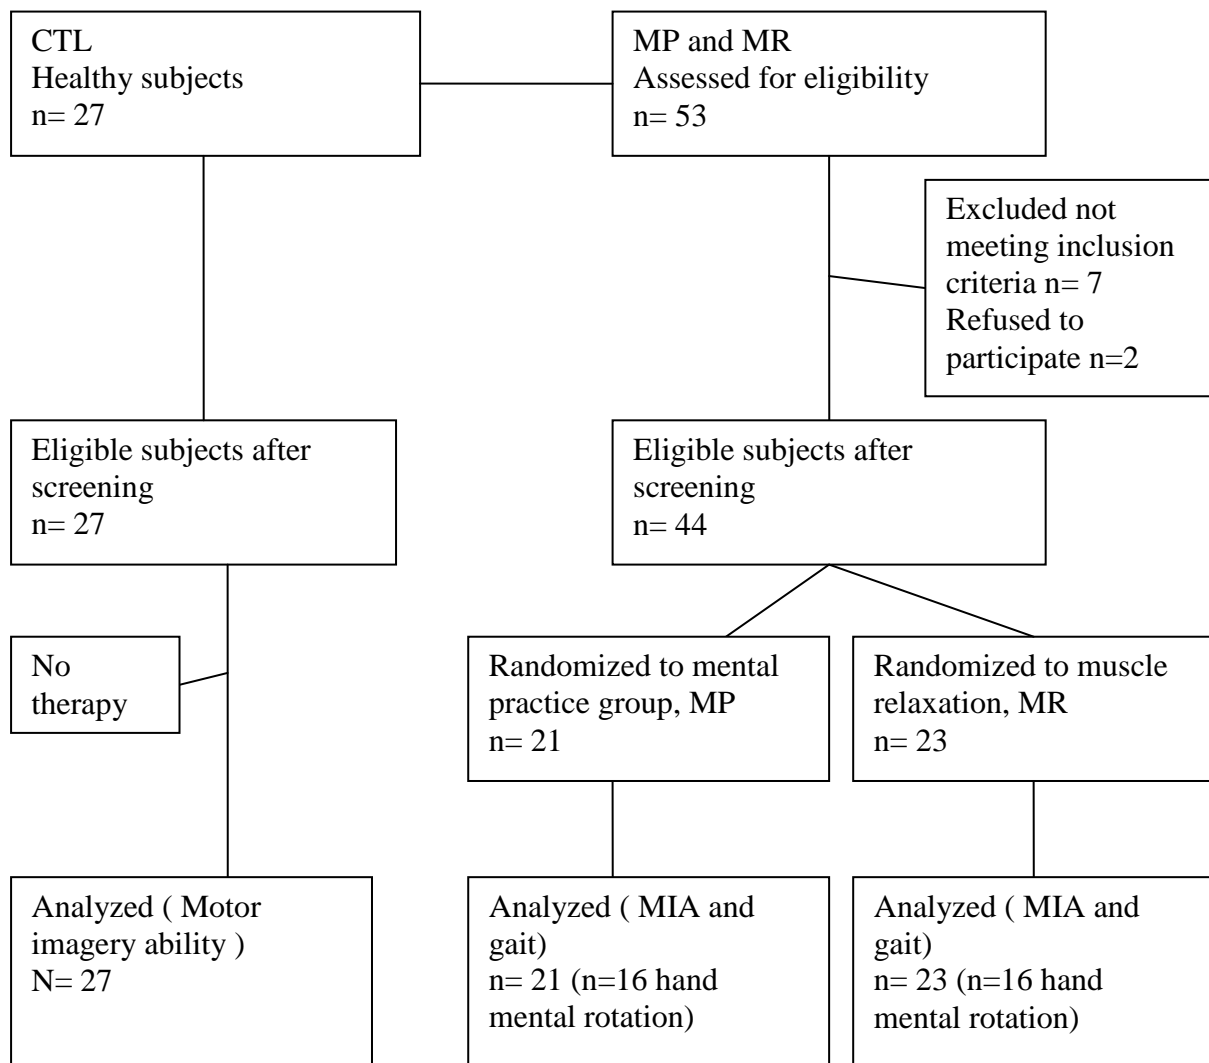 CTL
Healthy subjects
n= 27
MP and MR
Assessed for eligibility
n= 53
Excluded not
meeting inclusion
criteria n= 7
Refused to
participate n=2
Eligible subjects after
screening
n= 27
Eligible subjects after
screening
n= 44
No
therapy
Randomized to mental
practice group, MP
n= 21
Randomized to muscle
relaxation, MR
n= 23
Analyzed ( Motor
imagery ability )
N= 27
Analyzed ( MIA and
gait)
n= 21 (n=16 hand
mental rotation)
Analyzed ( MIA and
gait)
n= 23 (n=16 hand
mental rotation)